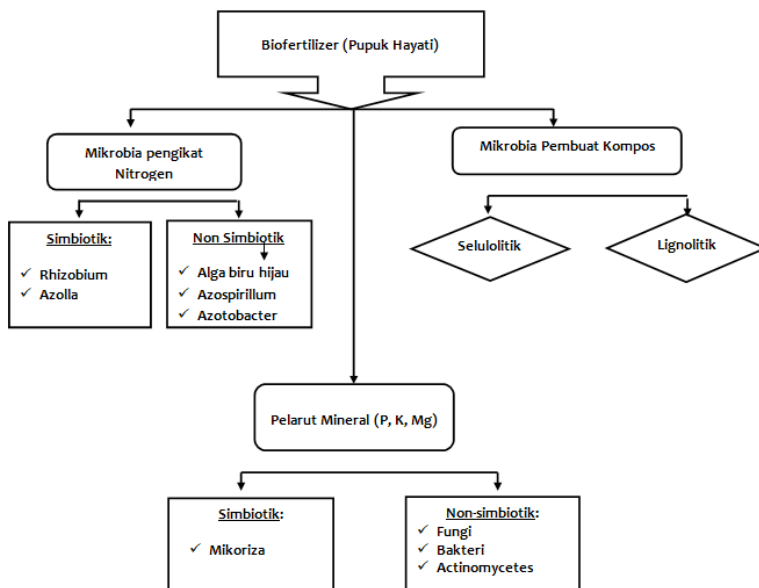 Biofertilizer (Pupuk Hayati)
Mikrobia pengikat
Nitrogen
Mikrobia Pembuat Kompos
Simbiotik:
✓ Rhizobium
✓ Azolla
Non Simbiotik
✓ Alga biru hijau
✓ Azospirillum
✓ Azotobacter
Selulolitik
Lignolitik
Pelarut Mineral (P, K, Mg)
Simbiotik:
✓ Mikoriza
Non-simbiotik:
✓ Fungi
✓ Bakteri
✓ Actinomycetes